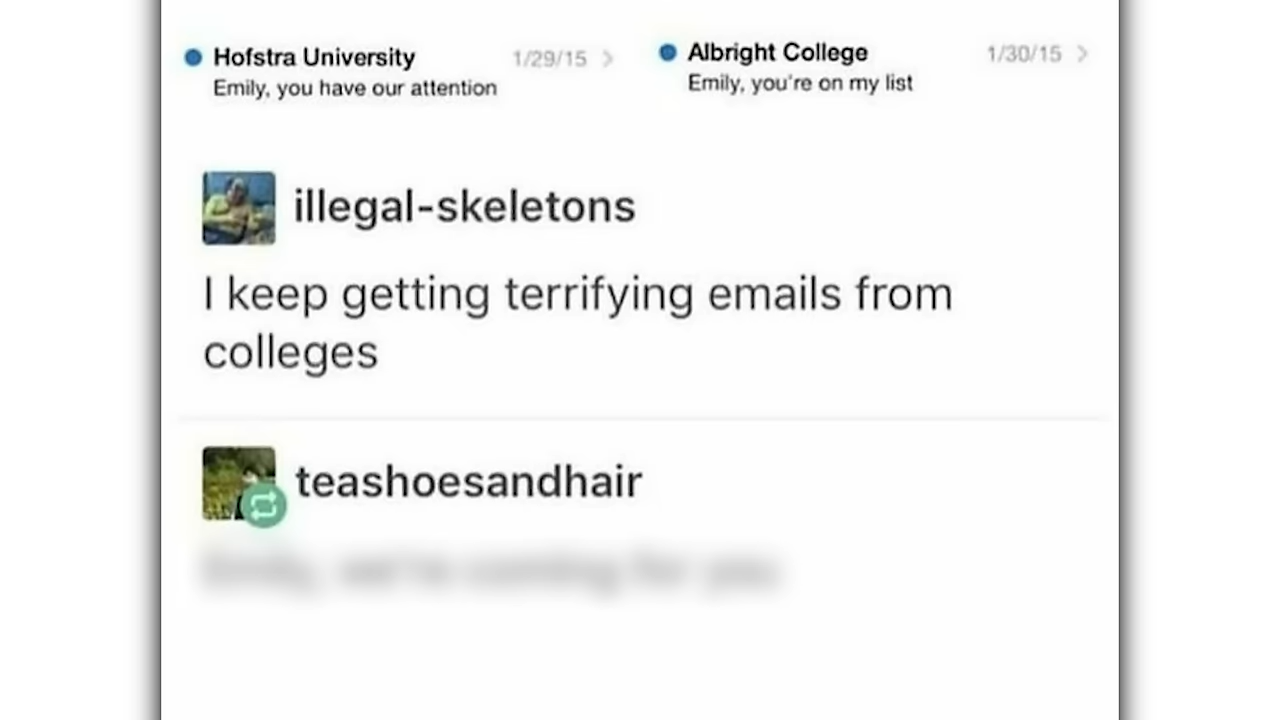 Hofstra University 1/29/15 >
Emily, you have our attention
Albright College 1/30/15 >
Emily, you're on my list
illegal-skeletons
I keep getting terrifying emails from
colleges
teashoesandhair